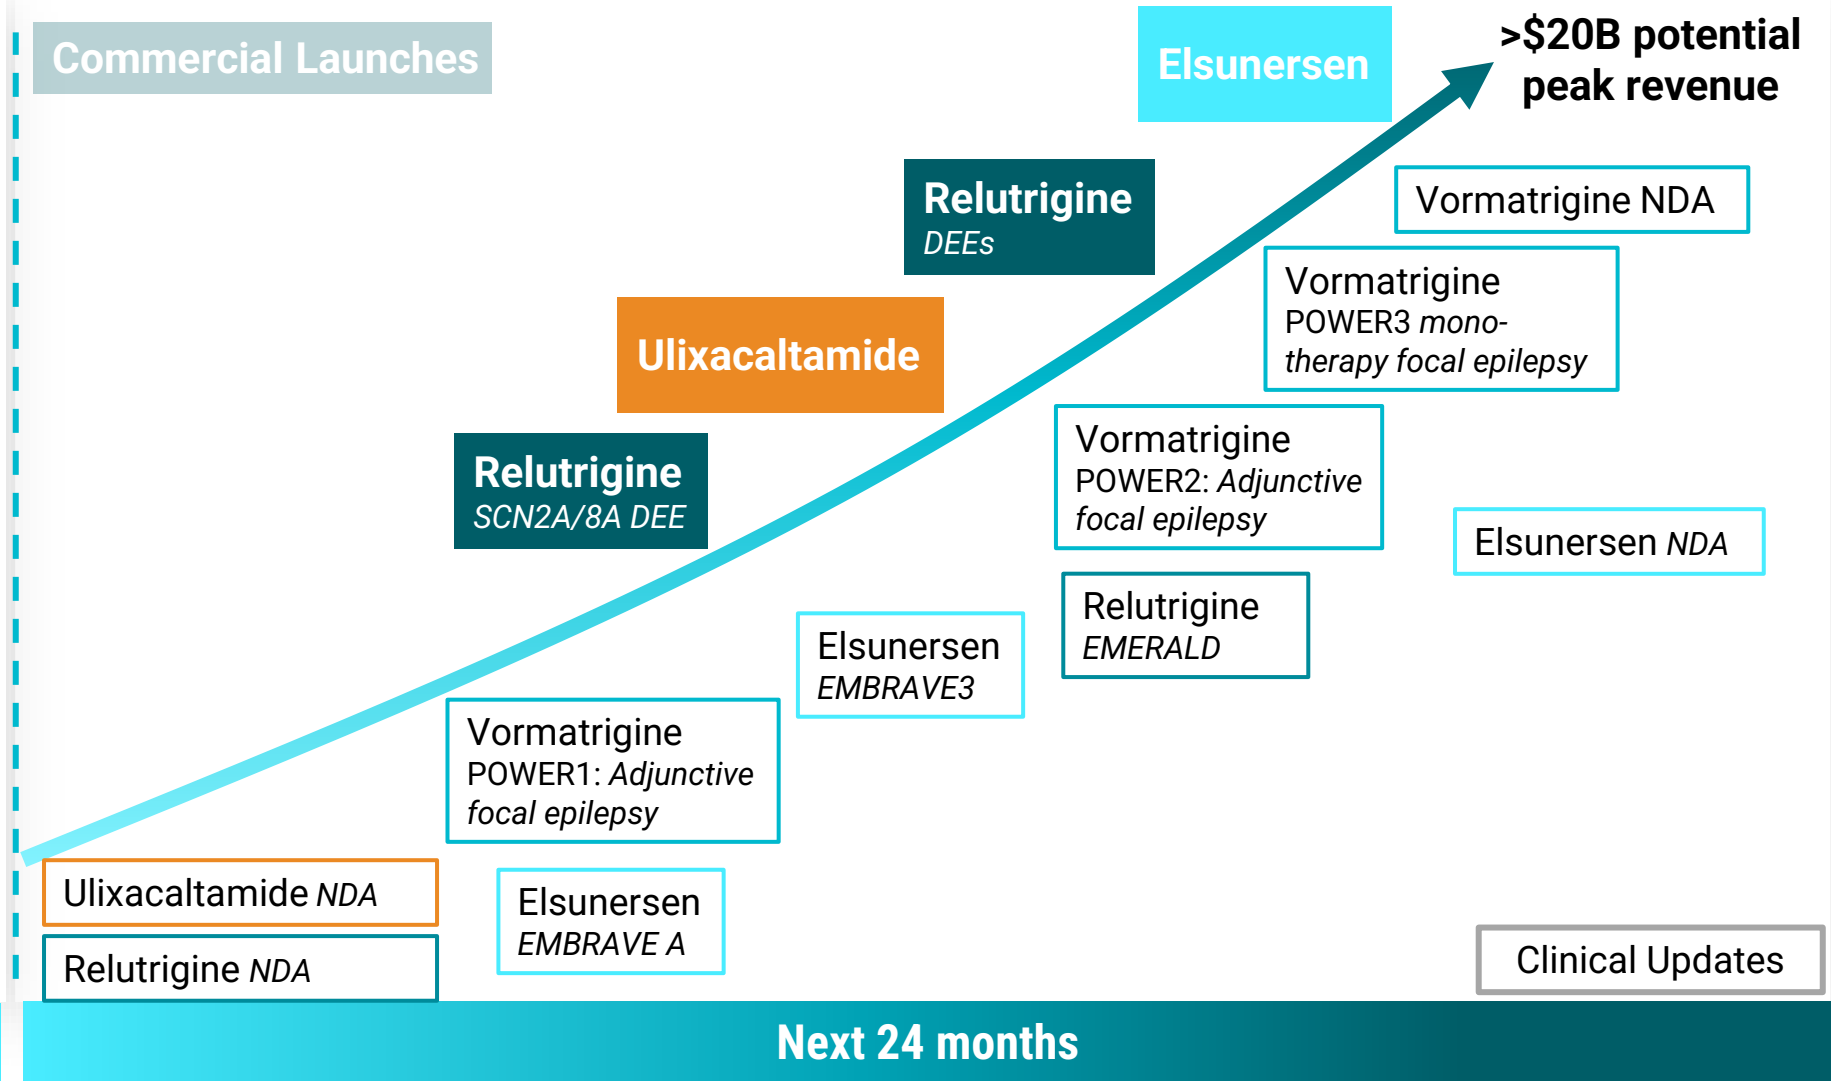 Commercial Launches
Elsunersen
>$20B potential
peak revenue
Relutrigine
DEEs
Vormatrigine NDA
Vormatrigine
POWER3 mono-
therapy focal epilepsy
Ulixacaltamide
Relutrigine
SCN2A/8A DEE
Vormatrigine
POWER2: Adjunctive
focal epilepsy
Elsunersen NDA
Relutrigine
EMERALD
Elsunersen
EMBRAVE3
Vormatrigine
POWER1: Adjunctive
focal epilepsy
Ulixacaltamide NDA
Elsunersen
EMBRAVE A
Relutrigine NDA
Clinical Updates
Next 24 months